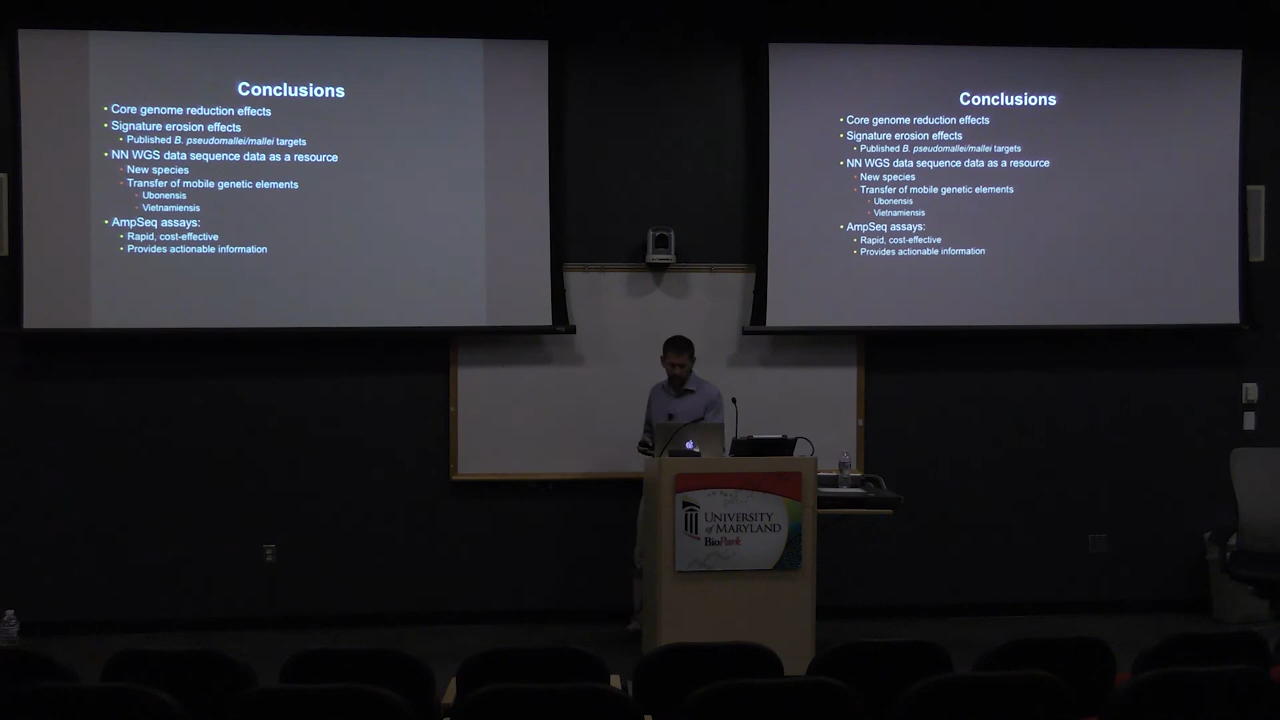 Conclusions
• Core genome reduction effects
• Signature erosion effects
• Published B. pseudomallei/mallei targets
• NN WGS data sequence data as a resource
• New species
• Transfer of mobile genetic elements
• Ubonensis
• Vietnamiensis
• AmpSeq assays:
• Rapid, cost-effective
• Provides actionable information
Conclusions
• Core genome reduction effects
• Signature erosion effects
• Published B. pseudomallei/mallei targets
• NN WGS data sequence data as a resource
• New species
• Transfer of mobile genetic elements
• Ubonensis
• Vietnamiensis
• AmpSeq assays:
• Rapid, cost-effective
• Provides actionable information
UNIVERSITY
of MARYLAND
BioPark